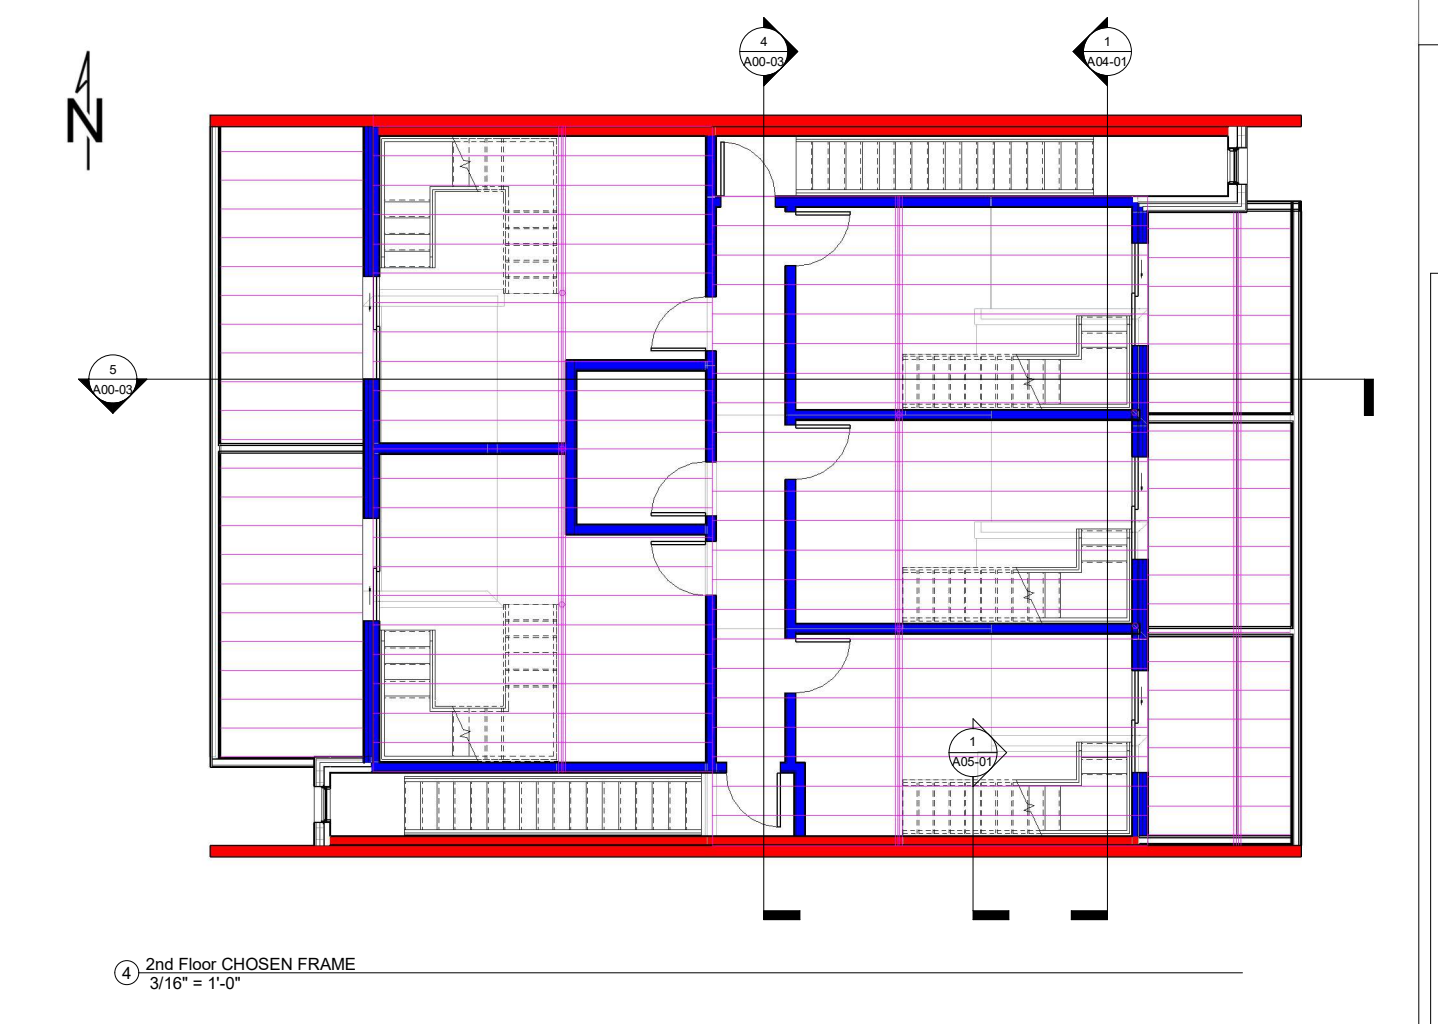 4
A00-03
1
A04-01
N
5
A00-03
1
A05-01
4
2nd Floor CHOSEN FRAME
3/16" = 1'-0"